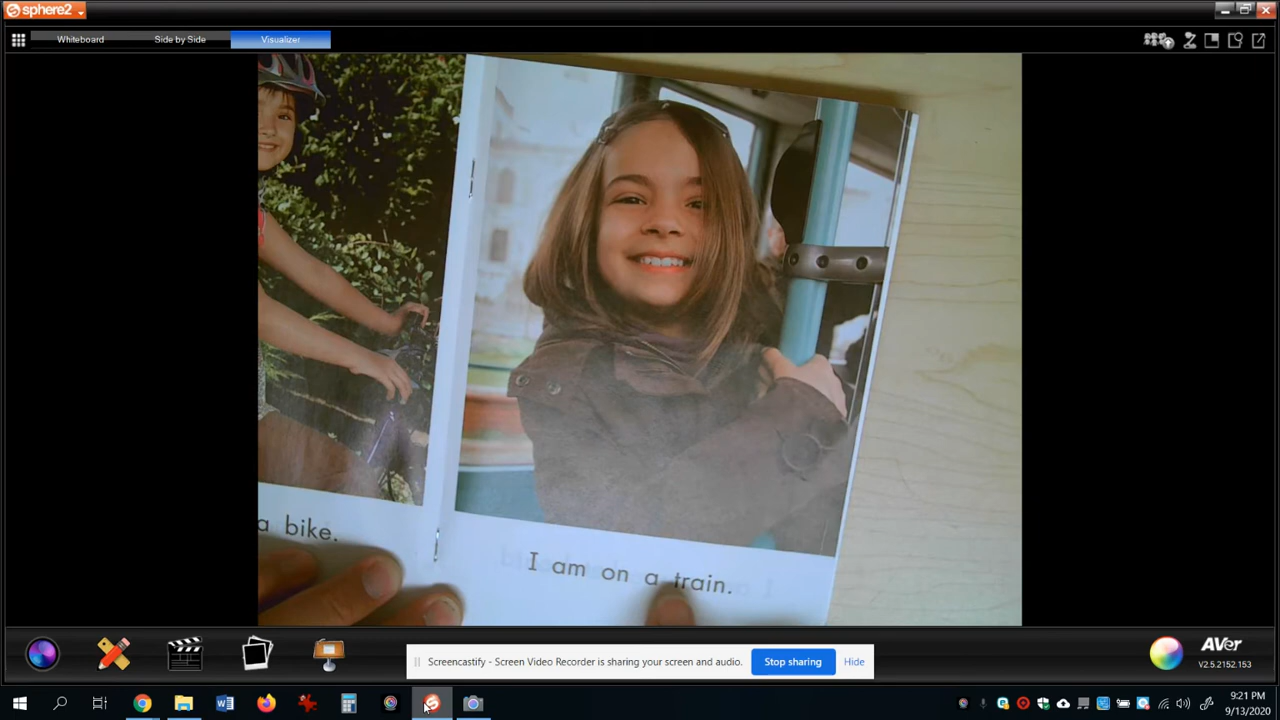 sphere2
Whiteboard
Side by Side
Visualizer
a bike.
I am on a train.
Screencastify - Screen Video Recorder is sharing your screen and audio.
Stop sharing
Hide
AVer
V2.5.2152.153
9:21 PM
9/13/2020